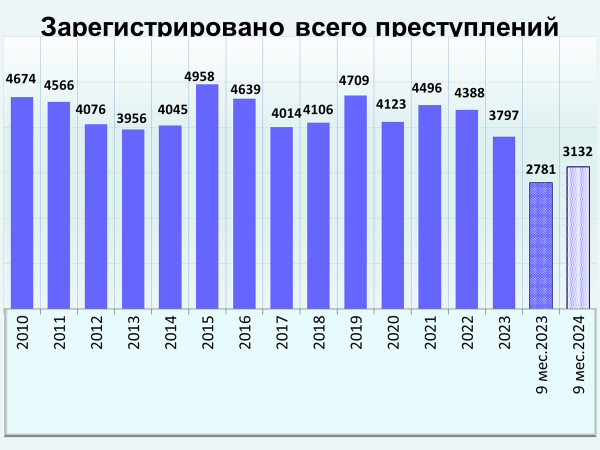 Зарегистрировано всего преступлений
4674 4566 4076 3956 4045 4958 4639 4014 4106 4709 4123 4496 4388 3797 2781 3132
2010 2011 2012 2013 2014 2015 2016 2017 2018 2019 2020 2021 2022 2023 9 мес.2023 9 мес.2024